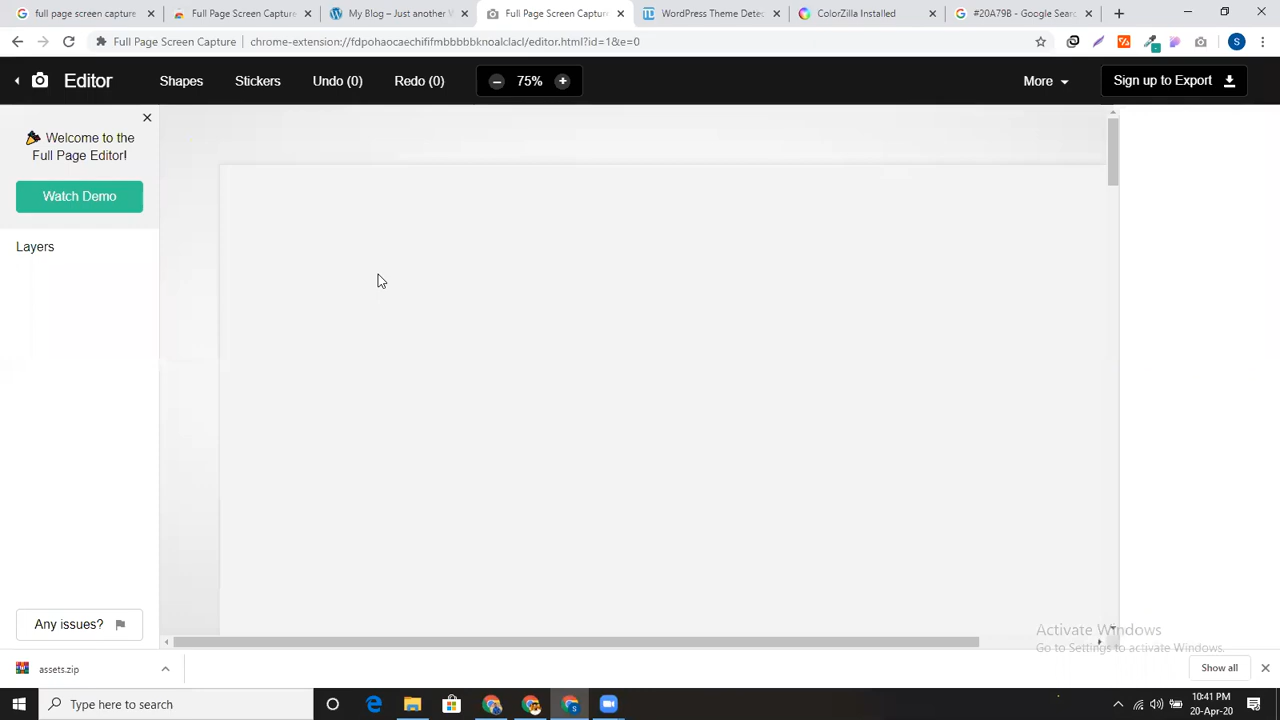 full page screen capture
Full Page Screen Capture
My Blog – Just another W
Full Page Screen Capture
WordPress Theme Detec
ColorZilla Installed
#20A79B - Google Searc
Full Page Screen Capture
chrome-extension://fdpohaocaechififmbbbbbknoalclacl/editor.html?id=1&e=0
S
Editor
Shapes
Stickers
Undo (0)
Redo (0)
75%
More
Sign up to Export
Welcome to the
Full Page Editor!
Watch Demo
Layers
Any issues?
Activate Windows
Go to Settings to activate Windows.
assets.zip
Show all
Type here to search
10:41 PM
20-Apr-20